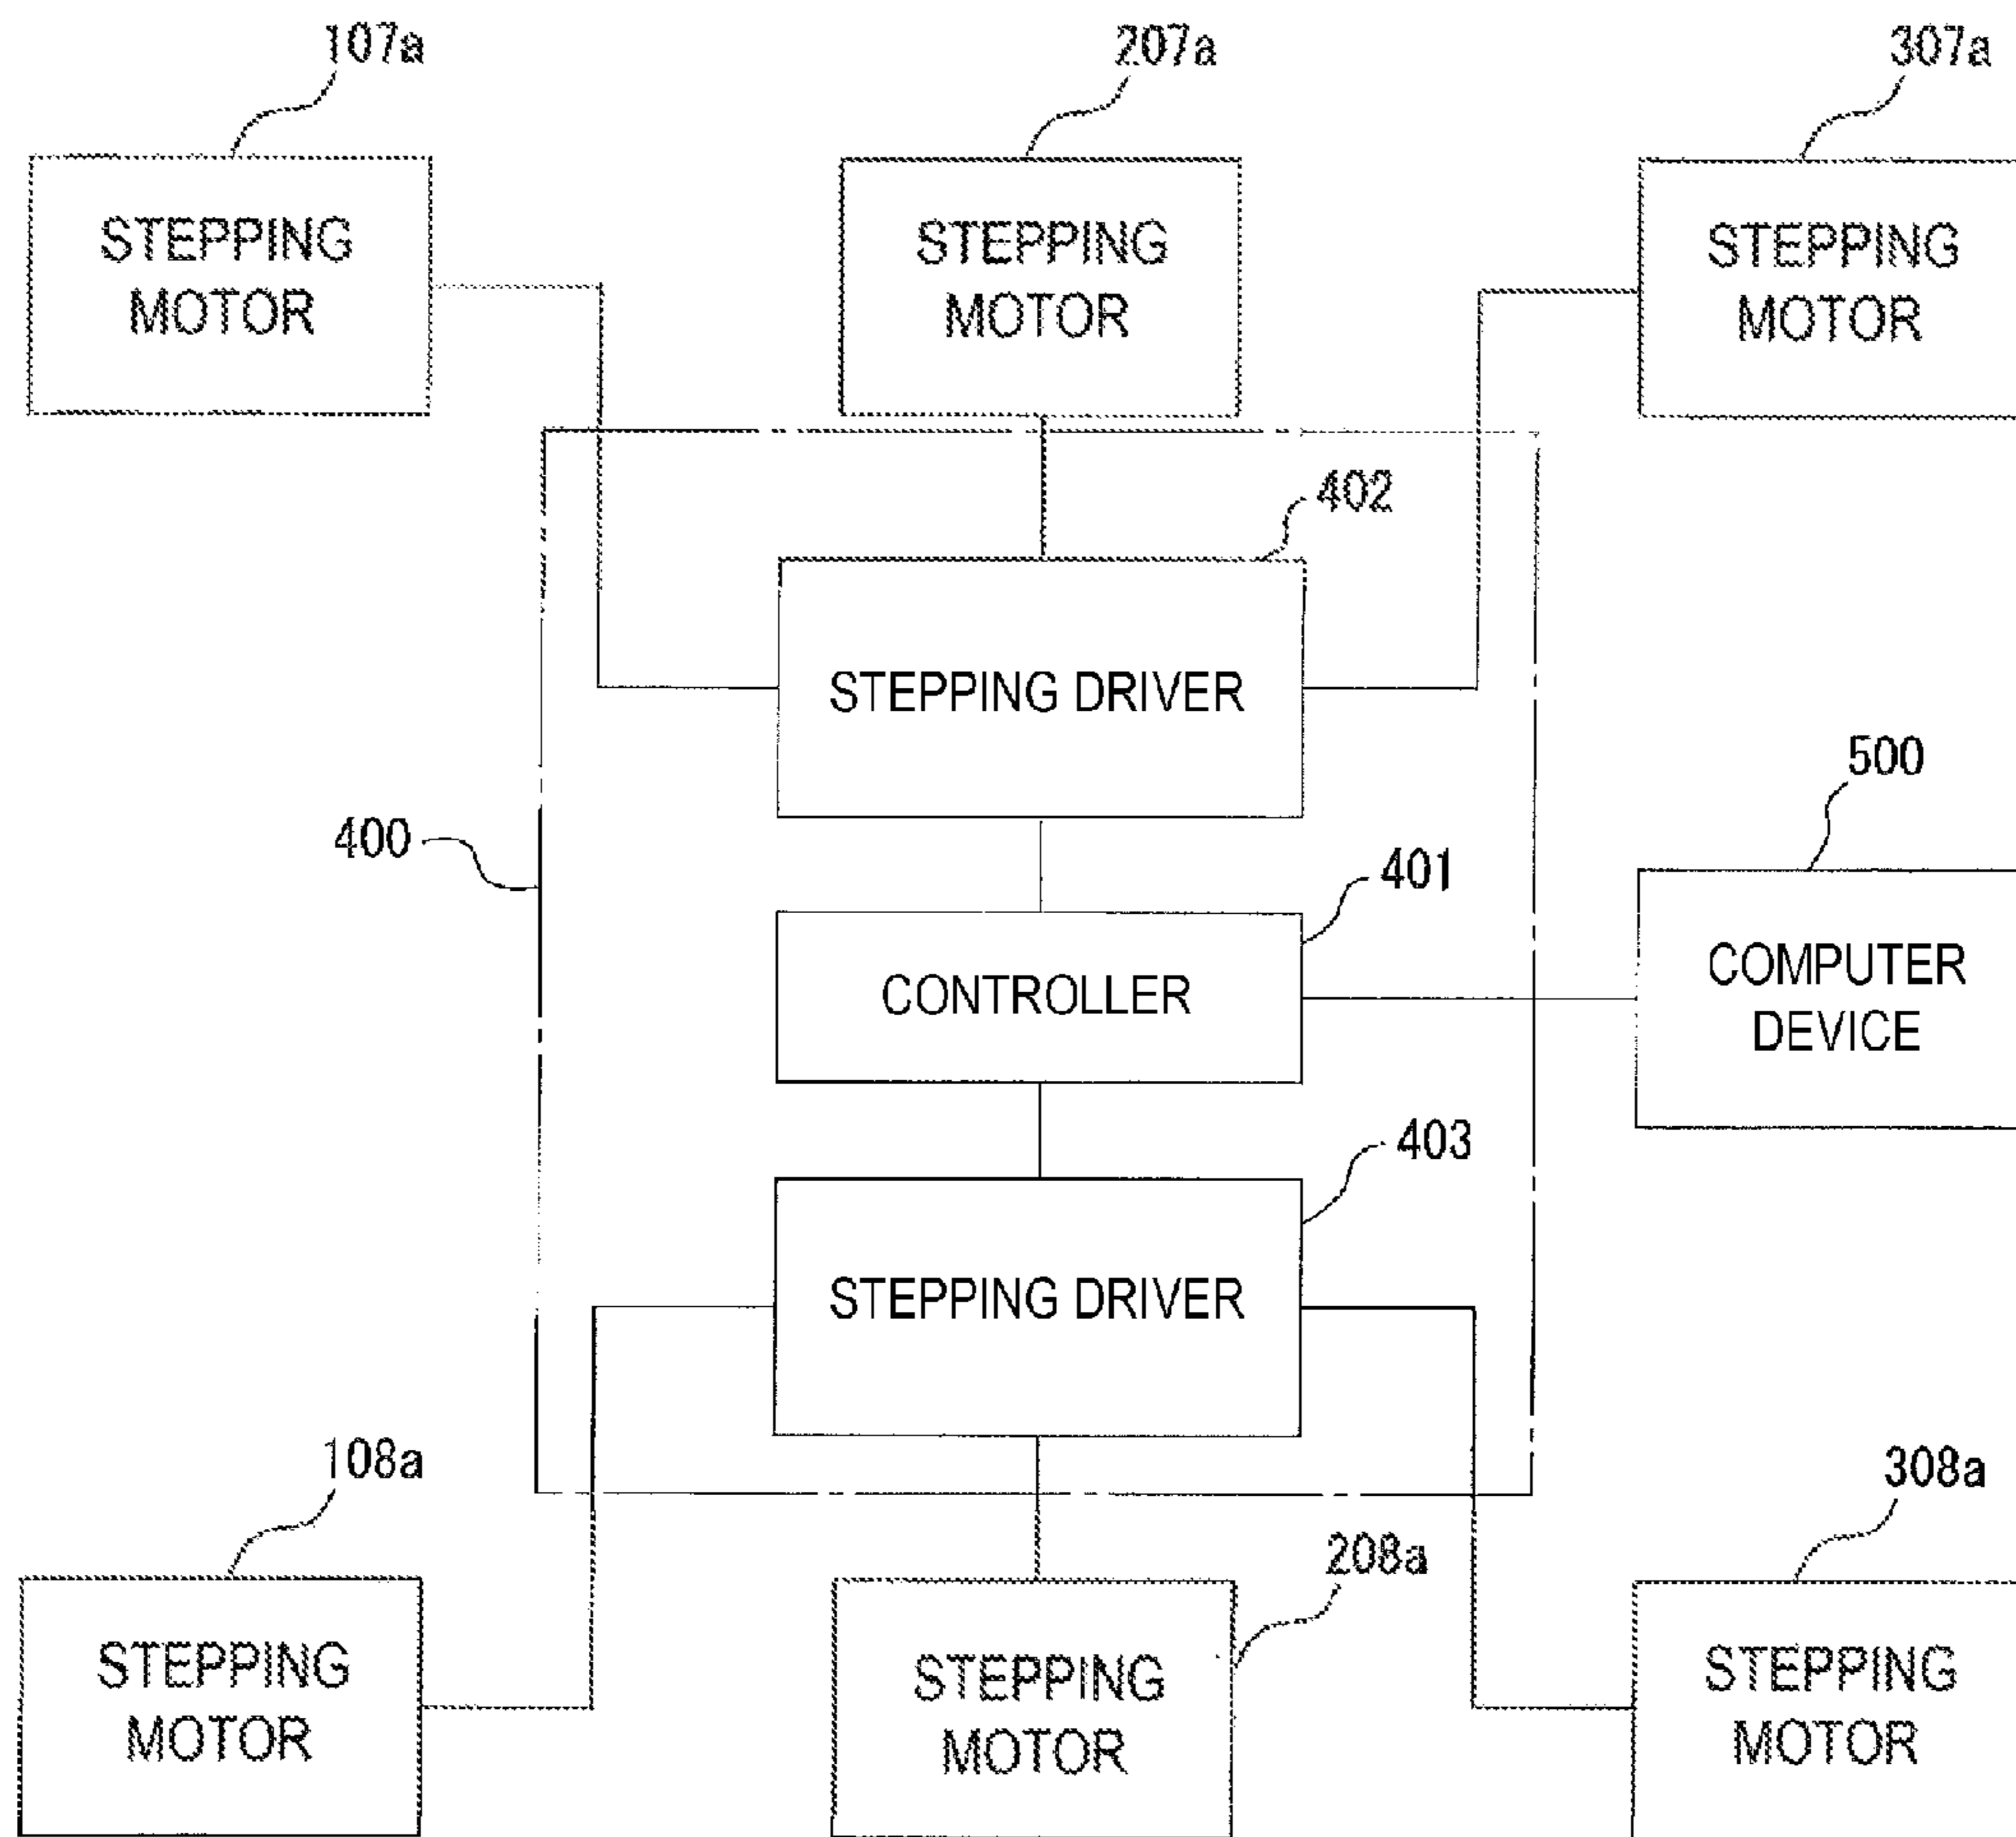 107a
207a
307a
STEPPING
MOTOR
STEPPING
MOTOR
STEPPING
MOTOR
402
STEPPING DRIVER
500
400
401
CONTROLLER
COMPUTER
DEVICE
403
STEPPING DRIVER
108a
308a
208a
STEPPING
MOTOR
STEPPING
MOTOR
STEPPING
MOTOR